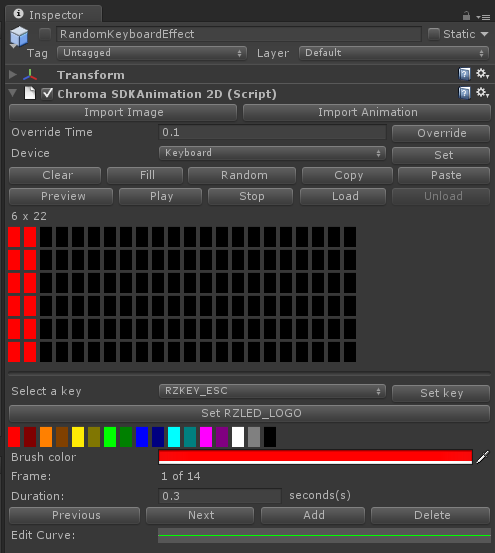 Inspector
RandomKeyboardEffect Static
Tag Untagged Layer Default
Transform
Chroma SDKAnimation 2D (Script)
Import Image Import Animation
Override Time 0.1 Override
Device Keyboard Set
Clear Fill Random Copy Paste
Preview Play Stop Load Unload
6 x 22
Select a key RZKEY_ESC Set key
Set RZLED_LOGO
Brush color
Frame: 1 of 14
Duration: 0.3 seconds(s)
Previous Next Add Delete
Edit Curve: